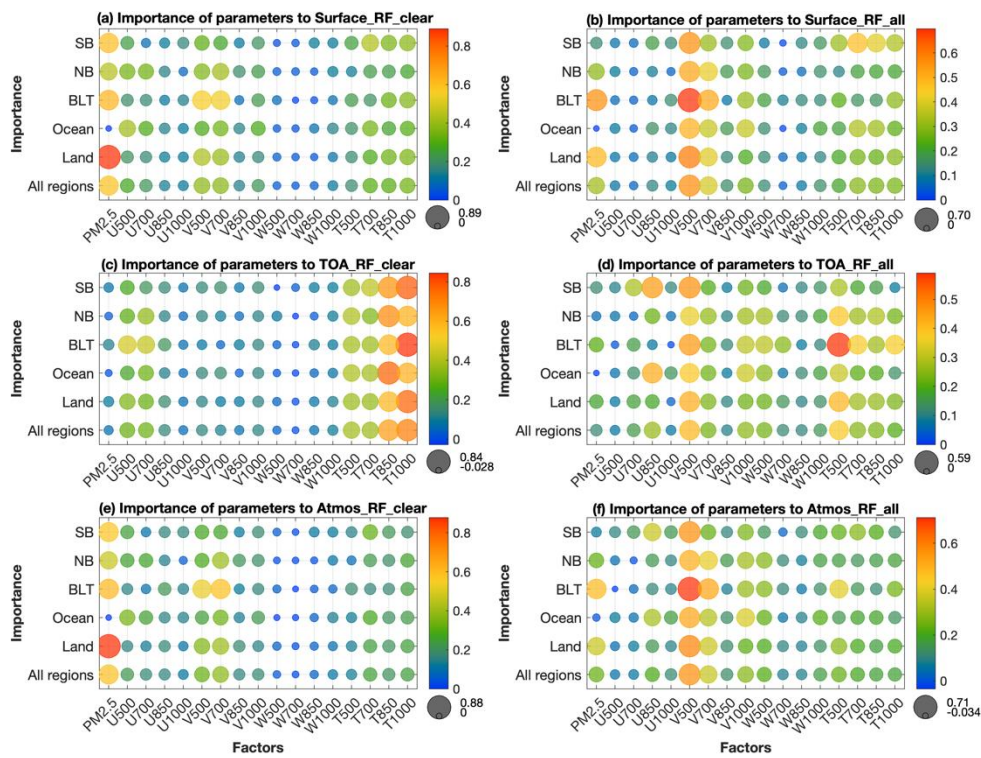 (a) Importance of parameters to Surface_RF_clear
Importance
SB
NB
BLT
Ocean
Land
All regions
PM2.5
U500
U700
U850
U1000
V500
V700
V850
V1000
W500
W700
W850
W1000
T500
T700
T850
T1000
0.8
0.6
0.4
0.2
0
0.89
0
(b) Importance of parameters to Surface_RF_all
Importance
SB
NB
BLT
Ocean
Land
All regions
PM2.5
U500
U700
U850
U1000
V500
V700
V850
V1000
W500
W700
W850
W1000
T500
T700
T850
T1000
0.6
0.5
0.4
0.3
0.2
0.1
0
0.70
0
(c) Importance of parameters to TOA_RF_clear
Importance
SB
NB
BLT
Ocean
Land
All regions
PM2.5
U500
U700
U850
U1000
V500
V700
V850
V1000
W500
W700
W850
W1000
T500
T700
T850
T1000
0.8
0.6
0.4
0.2
0
0.84
-0.028
(d) Importance of parameters to TOA_RF_all
Importance
SB
NB
BLT
Ocean
Land
All regions
PM2.5
U500
U700
U850
U1000
V500
V700
V850
V1000
W500
W700
W850
W1000
T500
T700
T850
T1000
0.5
0.4
0.3
0.2
0.1
0
0.59
0
(e) Importance of parameters to Atmos_RF_clear
Importance
SB
NB
BLT
Ocean
Land
All regions
PM2.5
U500
U700
U850
U1000
V500
V700
V850
V1000
W500
W700
W850
W1000
T500
T700
T850
T1000
Factors
0.8
0.6
0.4
0.2
0
0.88
0
(f) Importance of parameters to Atmos_RF_all
Importance
SB
NB
BLT
Ocean
Land
All regions
PM2.5
U500
U700
U850
U1000
V500
V700
V850
V1000
W500
W700
W850
W1000
T500
T700
T850
T1000
Factors
0.6
0.4
0.2
0
0.71
-0.034